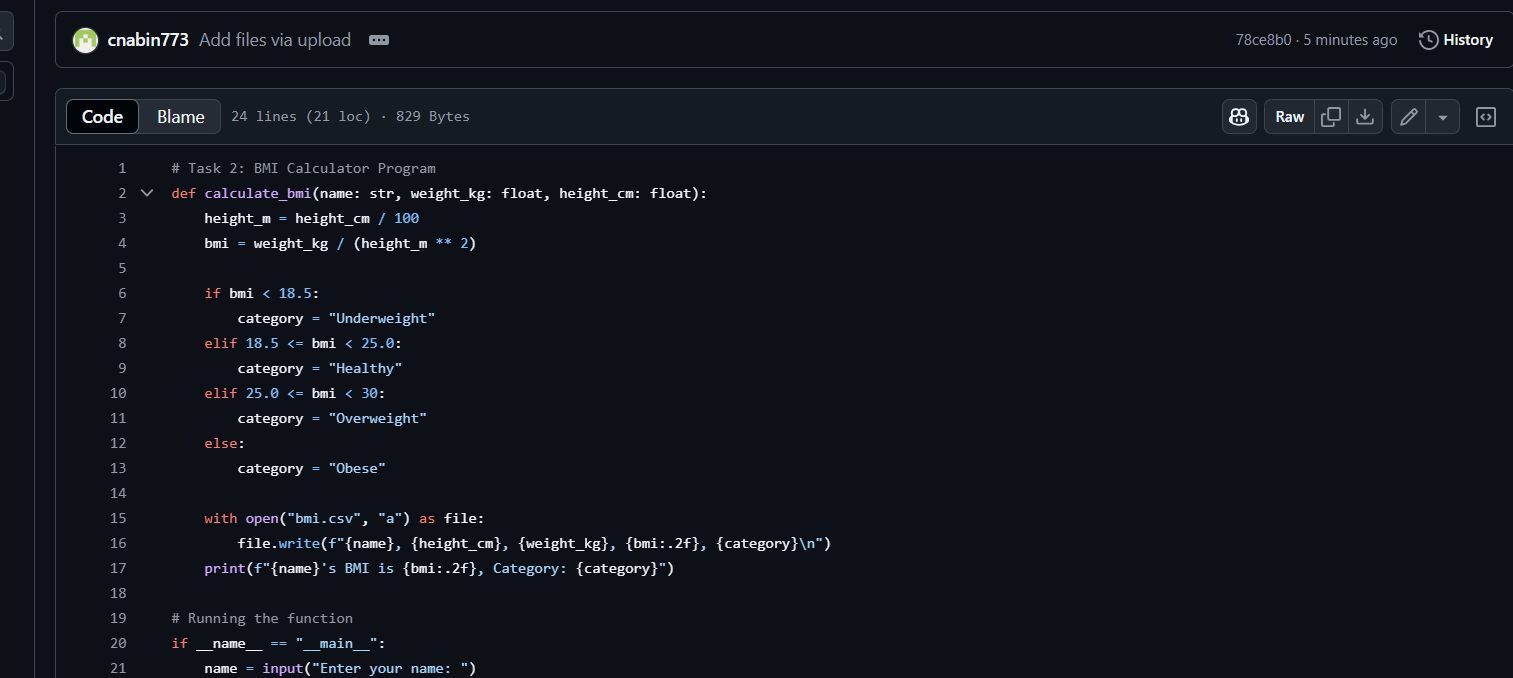 cnabin773 Add files via upload
78ce8b0 · 5 minutes ago History
Code Blame 24 lines (21 loc) · 829 Bytes Raw
1 # Task 2: BMI Calculator Program
2 def calculate_bmi(name: str, weight_kg: float, height_cm: float):
3     height_m = height_cm / 100
4     bmi = weight_kg / (height_m ** 2)
5
6     if bmi < 18.5:
7         category = "Underweight"
8     elif 18.5 <= bmi < 25.0:
9         category = "Healthy"
10     elif 25.0 <= bmi < 30:
11         category = "Overweight"
12     else:
13         category = "Obese"
14
15     with open("bmi.csv", "a") as file:
16         file.write(f"{name}, {height_cm}, {weight_kg}, {bmi:.2f}, {category}\n")
17     print(f"{name}'s BMI is {bmi:.2f}, Category: {category}")
18
19 # Running the function
20 if __name__ == "__main__":
21     name = input("Enter your name: ")